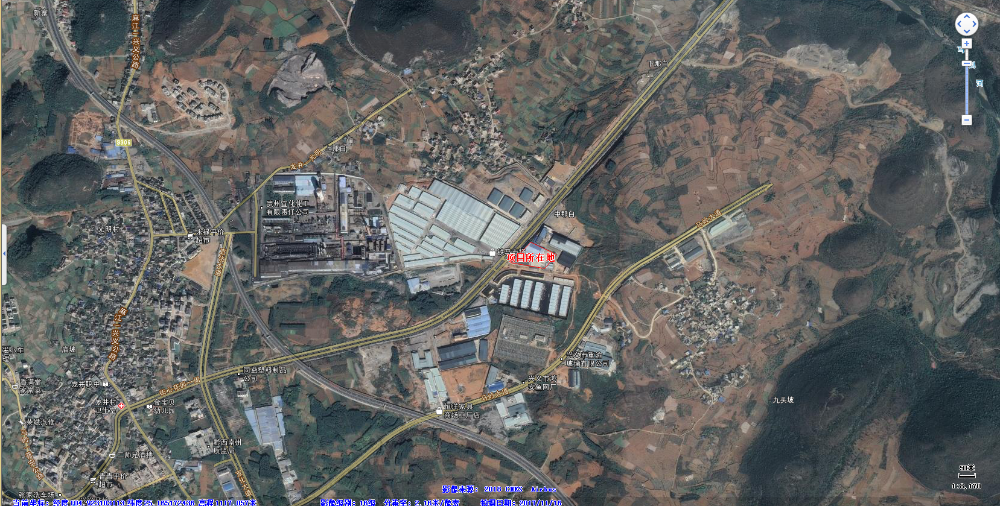 新寨
麻江—兴义公路
S309
下那白
马
河
上那白
龙井—光明
贵州宜化化工
有限责任公司
中那白
马岭大道
光明村
永禄平价
超市
宜化大道
铁马市场
项目所在地
麻江—兴义公路
庙坡
发小车
理
兴义市重渝
玻璃有限公司
同益塑料制品
公司
兴义市鸿
安鱼网厂
香满堂
家常菜
龙井职中
街心花园一周
马岭大道
九头坡
龙井村
卫生室
金宝贝
幼儿园
恒洋家具
商场工厂店
荣斌汽修
马岭—普安公路
黔西南州
质监局
二师兄酒楼
宜化大道
青青平价
超市
张家洗车场
50米
1:8,170
影像来源: 2018 CNES Airbus
当前坐标: 经度104.923103113 纬度25.165172436 高程1117.057米
影像级别: 16级 分辨率: 2.16米/像素 拍摄日期: 2017/11/16